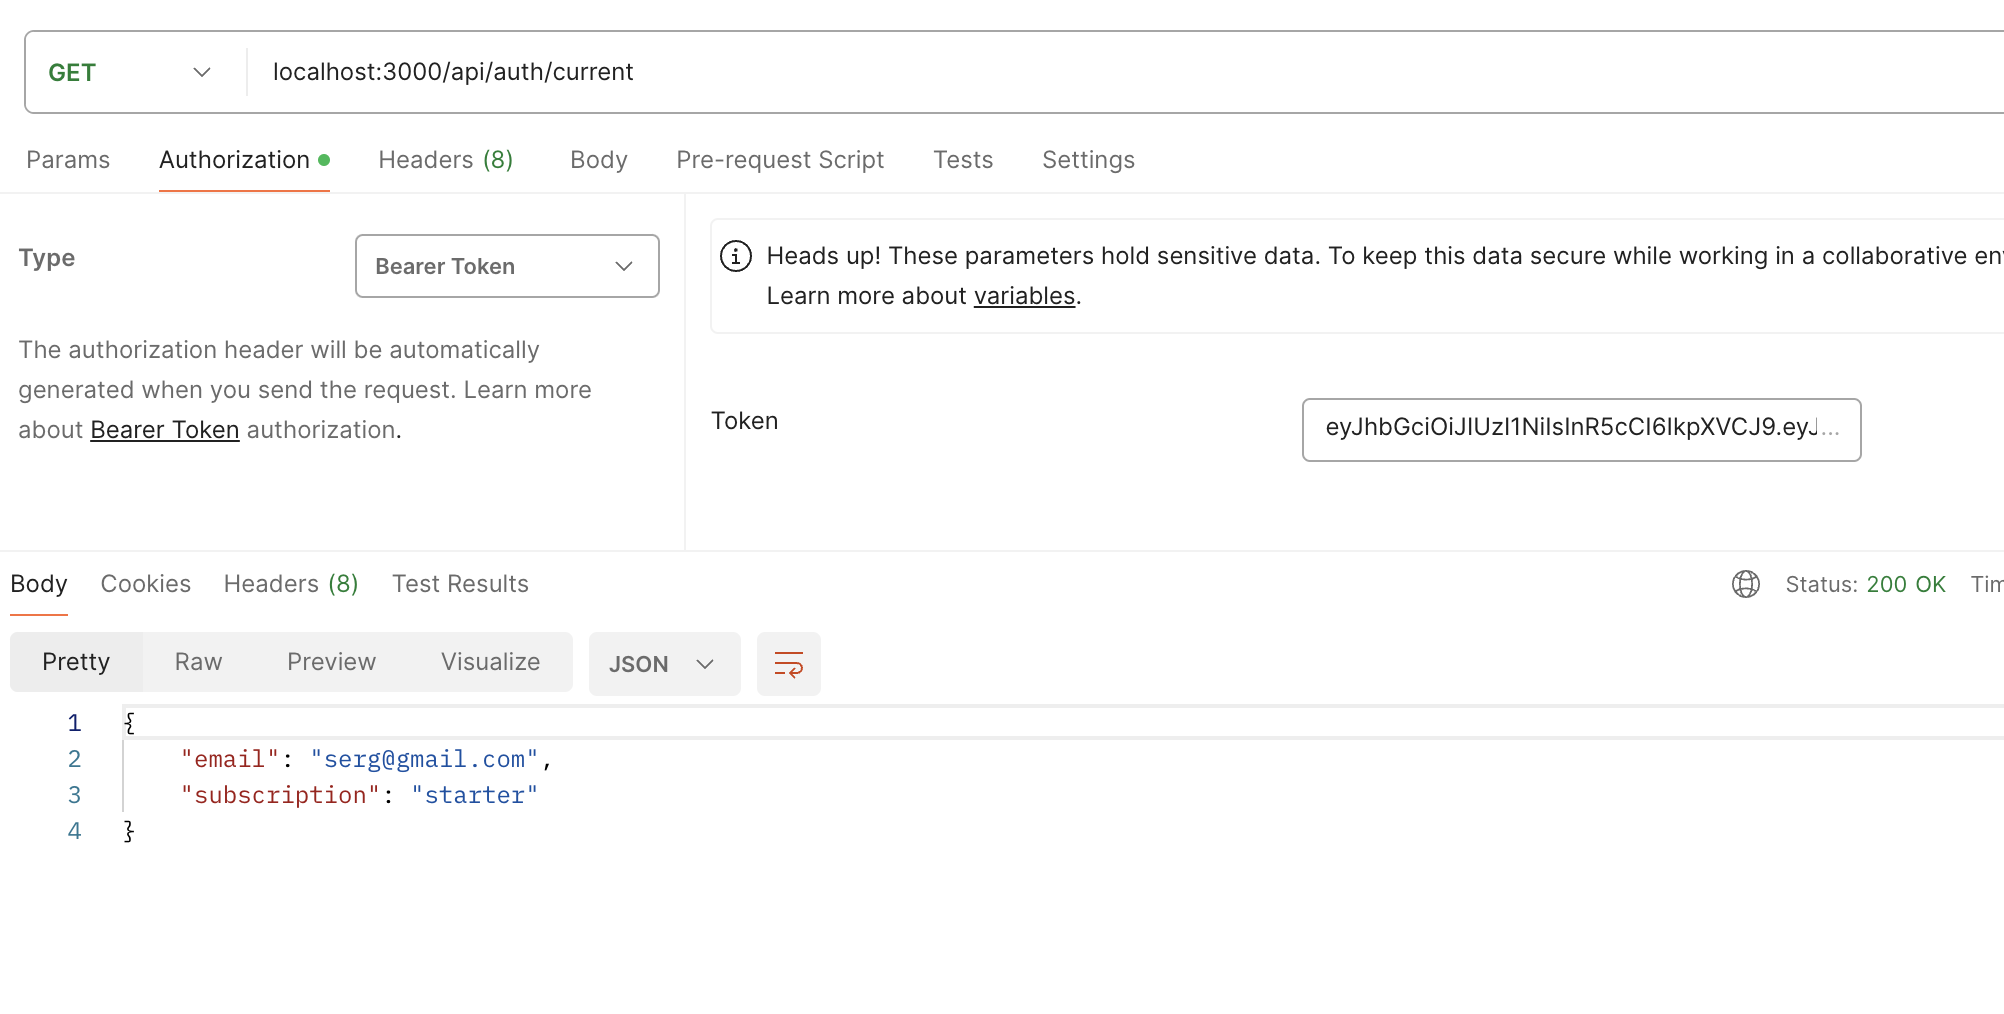 GET localhost:3000/api/auth/current
Params Authorization Headers (8) Body Pre-request Script Tests Settings
Type
Bearer Token
The authorization header will be automatically
generated when you send the request. Learn more
about Bearer Token authorization.
Heads up! These parameters hold sensitive data. To keep this data secure while working in a collaborative
Learn more about variables.
Token
eyJhbGciOiJIUzI1NiIsInR5cCI6IkpXVCJ9.eyJ...
Body Cookies Headers (8) Test Results
Status: 200 OK
Pretty Raw Preview Visualize JSON
1 {
2 "email": "serg@gmail.com",
3 "subscription": "starter"
4 }